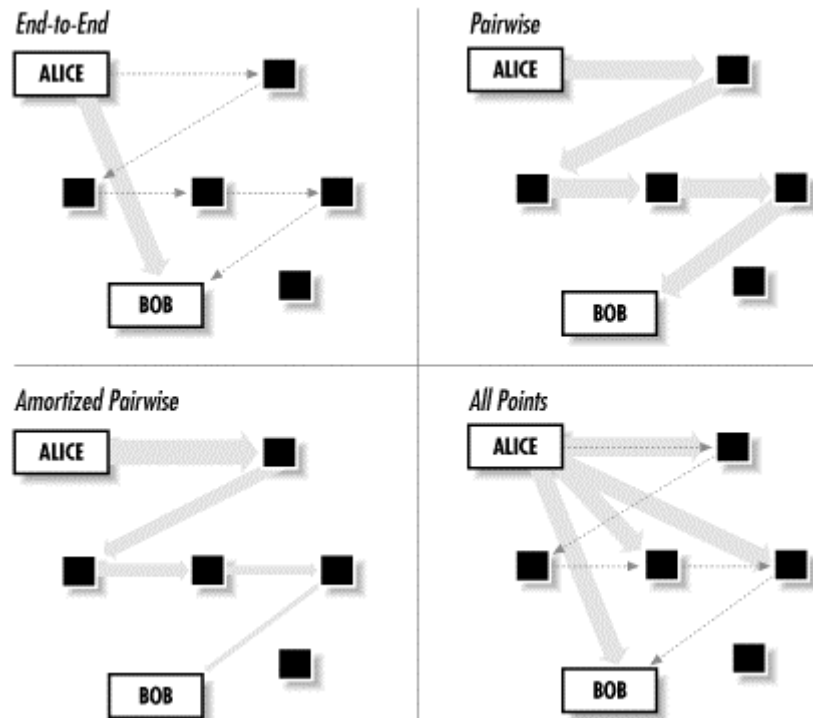 End-to-End
ALICE
BOB
Pairwise
ALICE
BOB
Amortized Pairwise
ALICE
BOB
All Points
ALICE
BOB